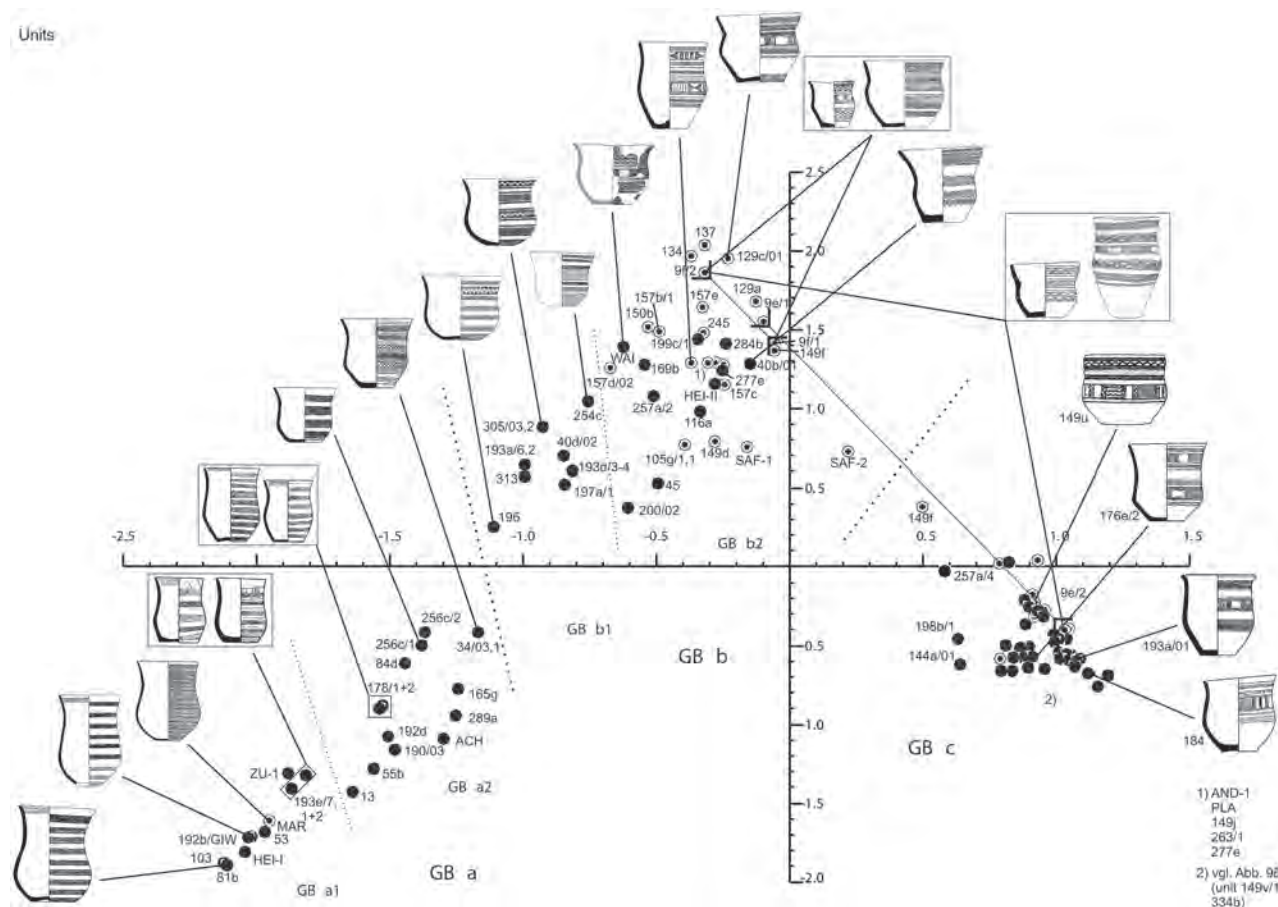 Units
2.5
137
2.0
134
129c/01
9f/2
129a
157b/1
157e
9e/1
150b
1.5
245
9f/1
199c/1
284b
149f
WAI
40b/01
169b
1)
157d/02
277e
HEI-II
157c
149u
254c
257a/2
1.0
116a
305/03,2
SAF-2
193a/6,2
40d/02
105g/1,1
149d
SAF-1
176e/2
313
193d/3-4
45
0.5
197a/1
200/02
149f
196
GB b2
-2.5
-1.5
-1.0
-0.5
0.5
1.0
1.5
257a/4
9e/2
256c/2
GB b1
198b/1
256c/1
34/03,1
-0.5
193a/01
84d
GB b
144a/01
178/1+2
165g
2)
289a
-1.0
GB c
184
192d
ACH
190/03
ZU-1
55b
GB a2
193e/7,
1+2
13
-1.5
1) AND-1
PLA
149j
263/1
277e
MAR
192b/GIW
53
103
HEI-I
GB a
81b
-2.0
GB a1
2) vgl. Abb. 98
(unit 149v/1
334b)